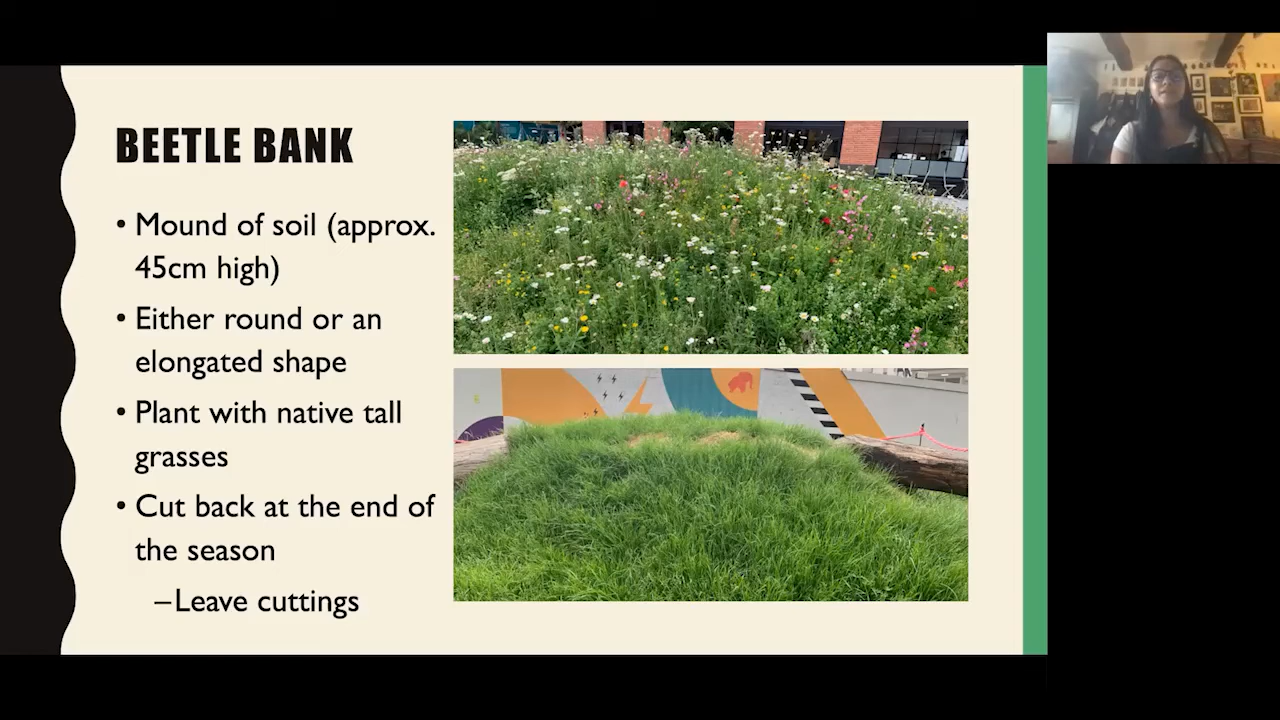 BEETLE BANK
• Mound of soil (approx.
45cm high)
• Either round or an
elongated shape
• Plant with native tall
grasses
• Cut back at the end of
the season
–Leave cuttings